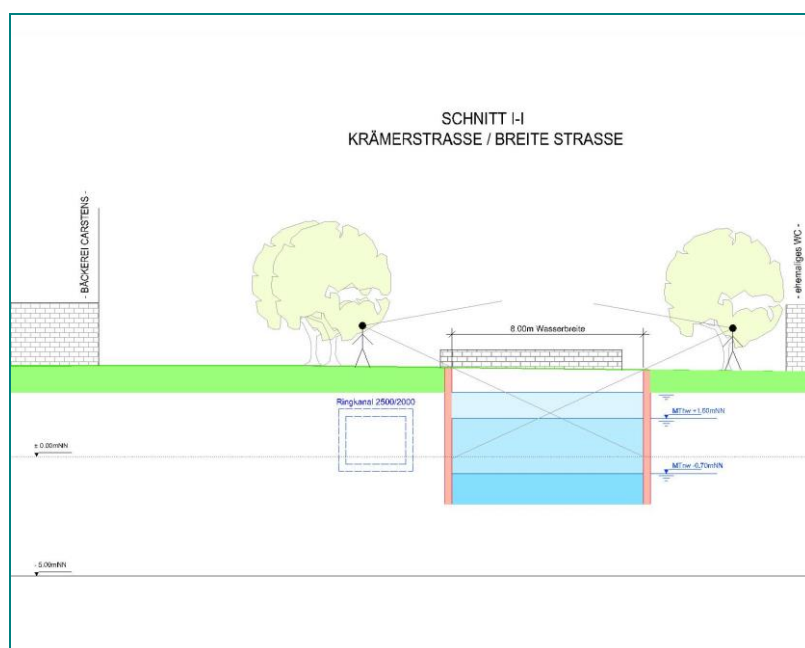 SCHNITT I-I
KRÄMERSTRASSE / BREITE STRASSE
- BÄCKEREI CARSTENS -
- ehemaliges WC -
8.00m Wasserbreite
Ringkanal 2500/2000
MThw +1,60mNN
± 0.00mNN
MTnw -0,70mNN
- 5.00mNN